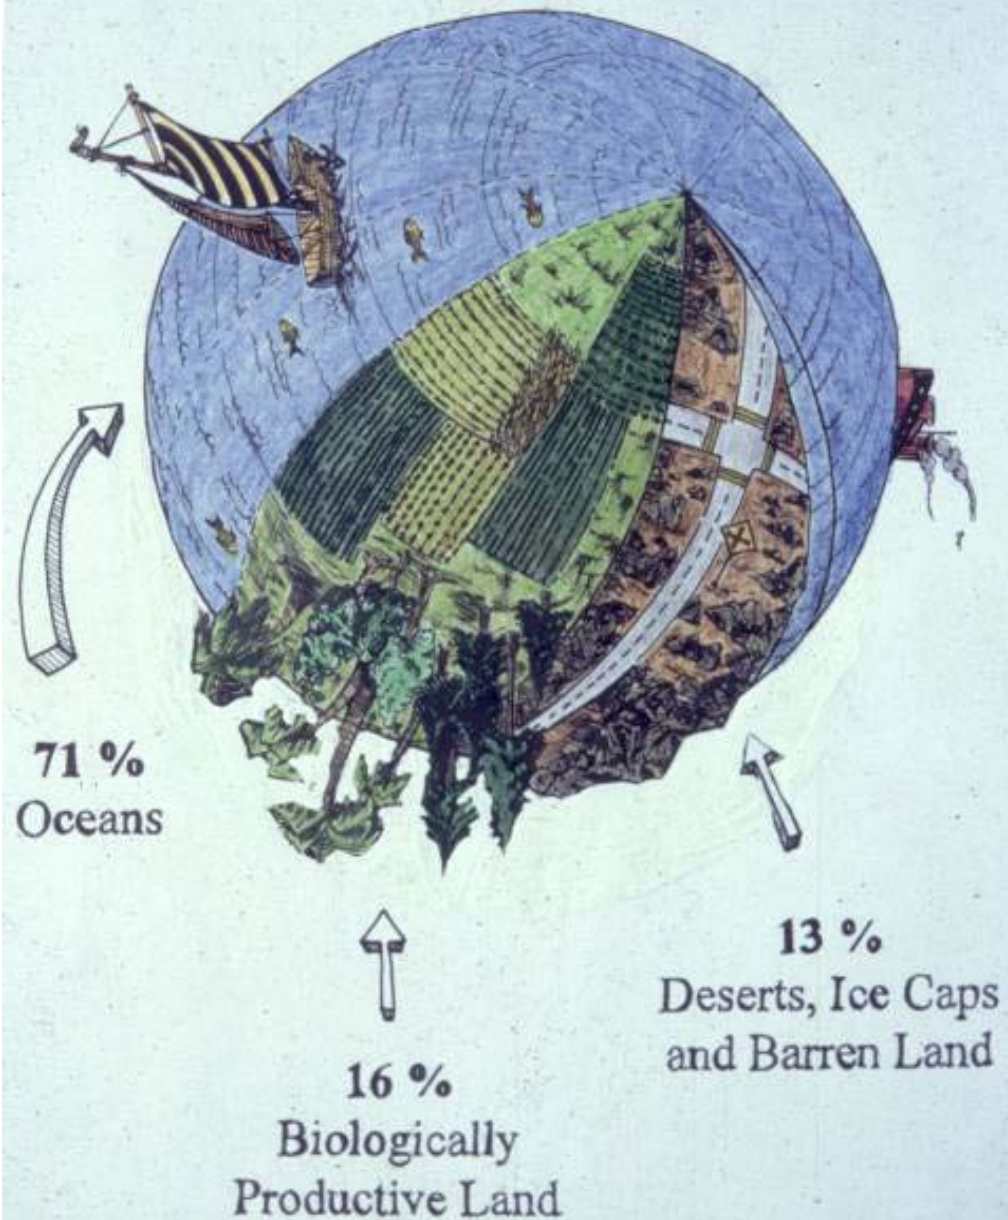 71 %
Oceans
16 %
Biologically
Productive Land
13 %
Deserts, Ice Caps
and Barren Land